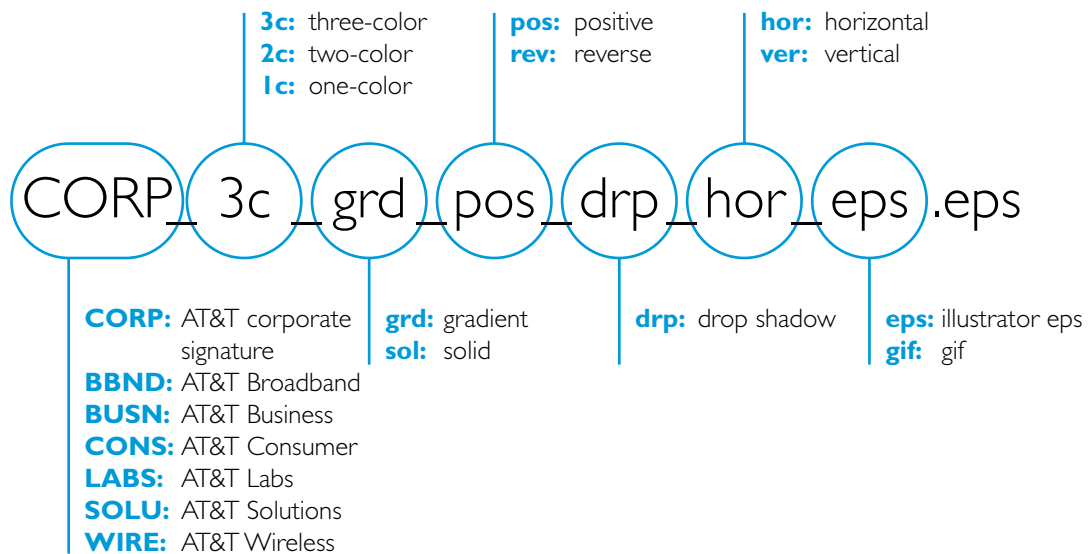 3c: three-color
2c: two-color
1c: one-color
pos: positive
rev: reverse
hor: horizontal
ver: vertical
CORP_3c_grd_pos_drp_hor_eps.eps
CORP: AT&T corporate
signature
BBND: AT&T Broadband
BUSN: AT&T Business
CONS: AT&T Consumer
LABS: AT&T Labs
SOLU: AT&T Solutions
WIRE: AT&T Wireless
grd: gradient
sol: solid
drp: drop shadow
eps: illustrator eps
gif: gif